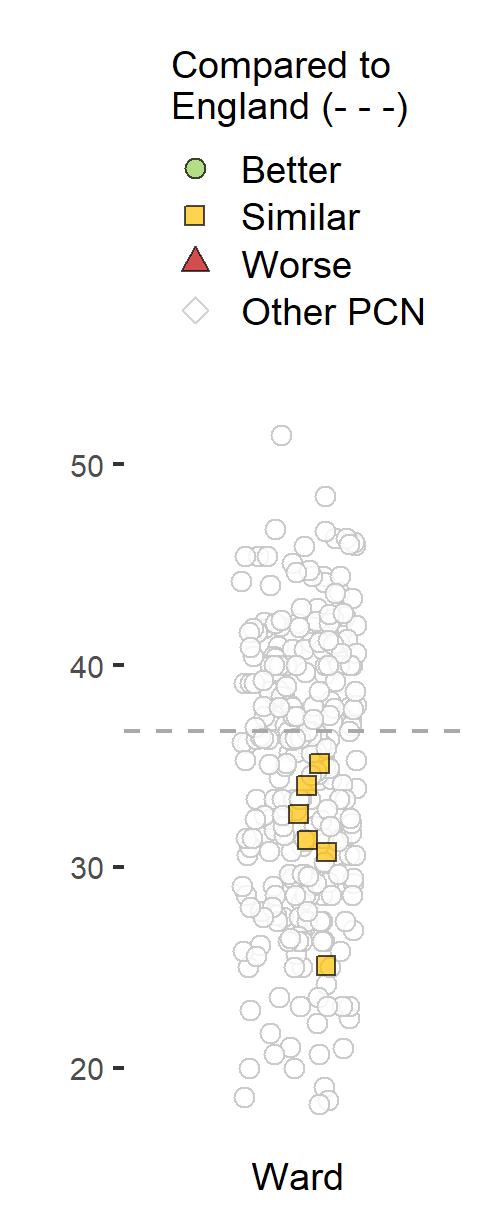 Compared to
England (- - -)
Better
Similar
Worse
Other PCN
50
40
30
20
Ward